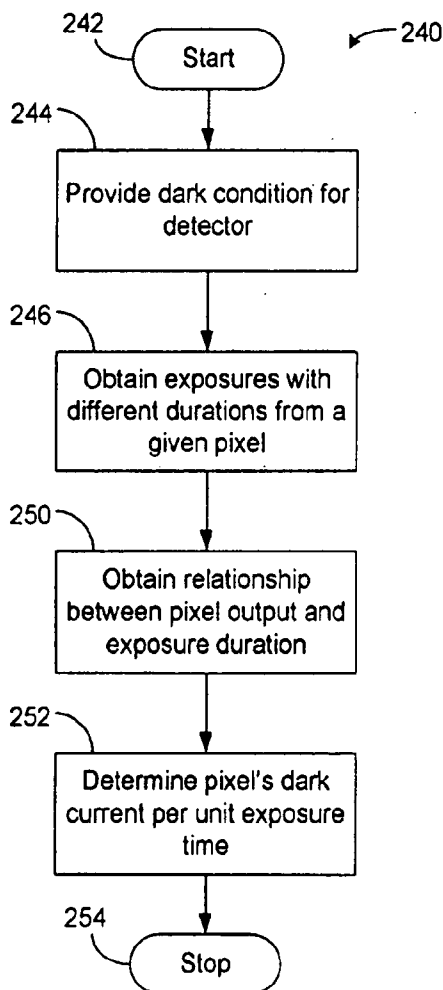 242
Start
240
244
Provide dark condition for
detector
246
Obtain exposures with
different durations from a
given pixel
250
Obtain relationship
between pixel output and
exposure duration
252
Determine pixel's dark
current per unit exposure
time
254
Stop